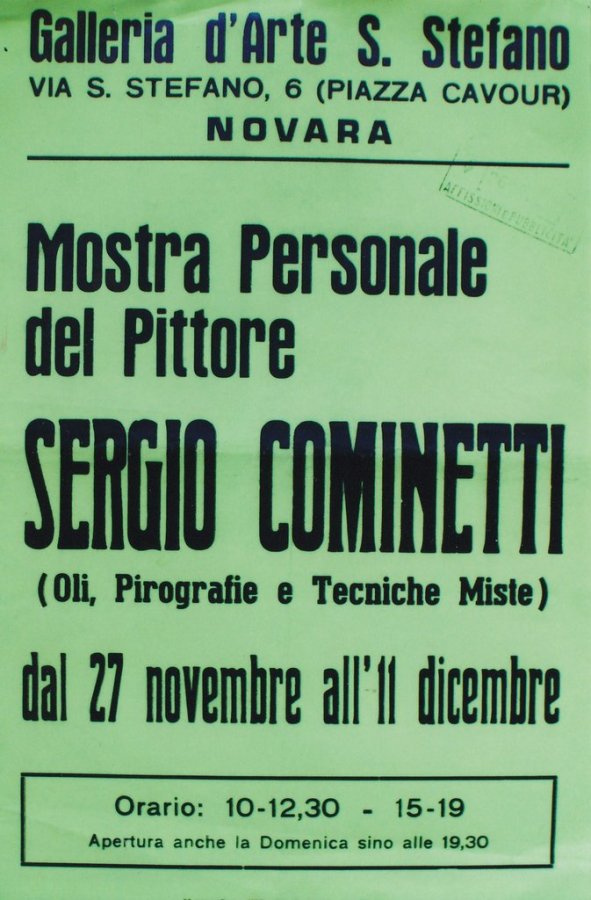 Galleria d'Arte S. Stefano
VIA S. STEFANO, 6 (PIAZZA CAVOUR)
NOVARA
AFFISSIONI E PUBBLICITA'
Mostra Personale
del Pittore
SERGIO COMINETTI
(Oli, Pirografie e Tecniche Miste)
dal 27 novembre all'11 dicembre
Orario: 10-12,30 - 15-19
Apertura anche la Domenica sino alle 19,30